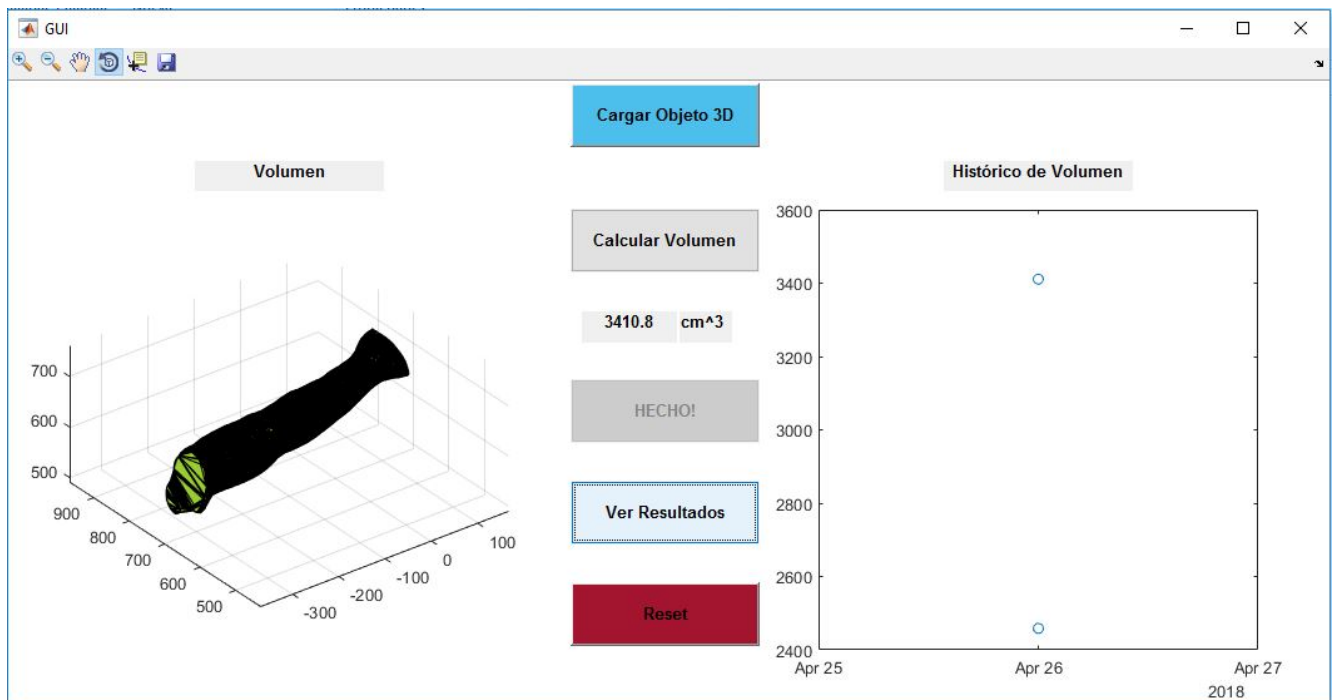 GUI
Cargar Objeto 3D
Volumen
Histórico de Volumen
Calcular Volumen
3410.8 cm^3
HECHO!
Ver Resultados
Reset
700
600
500
900
800
700
600
500
-300
-200
-100
0
100
3600
3400
3200
3000
2800
2600
2400
Apr 25 Apr 26 Apr 27
2018